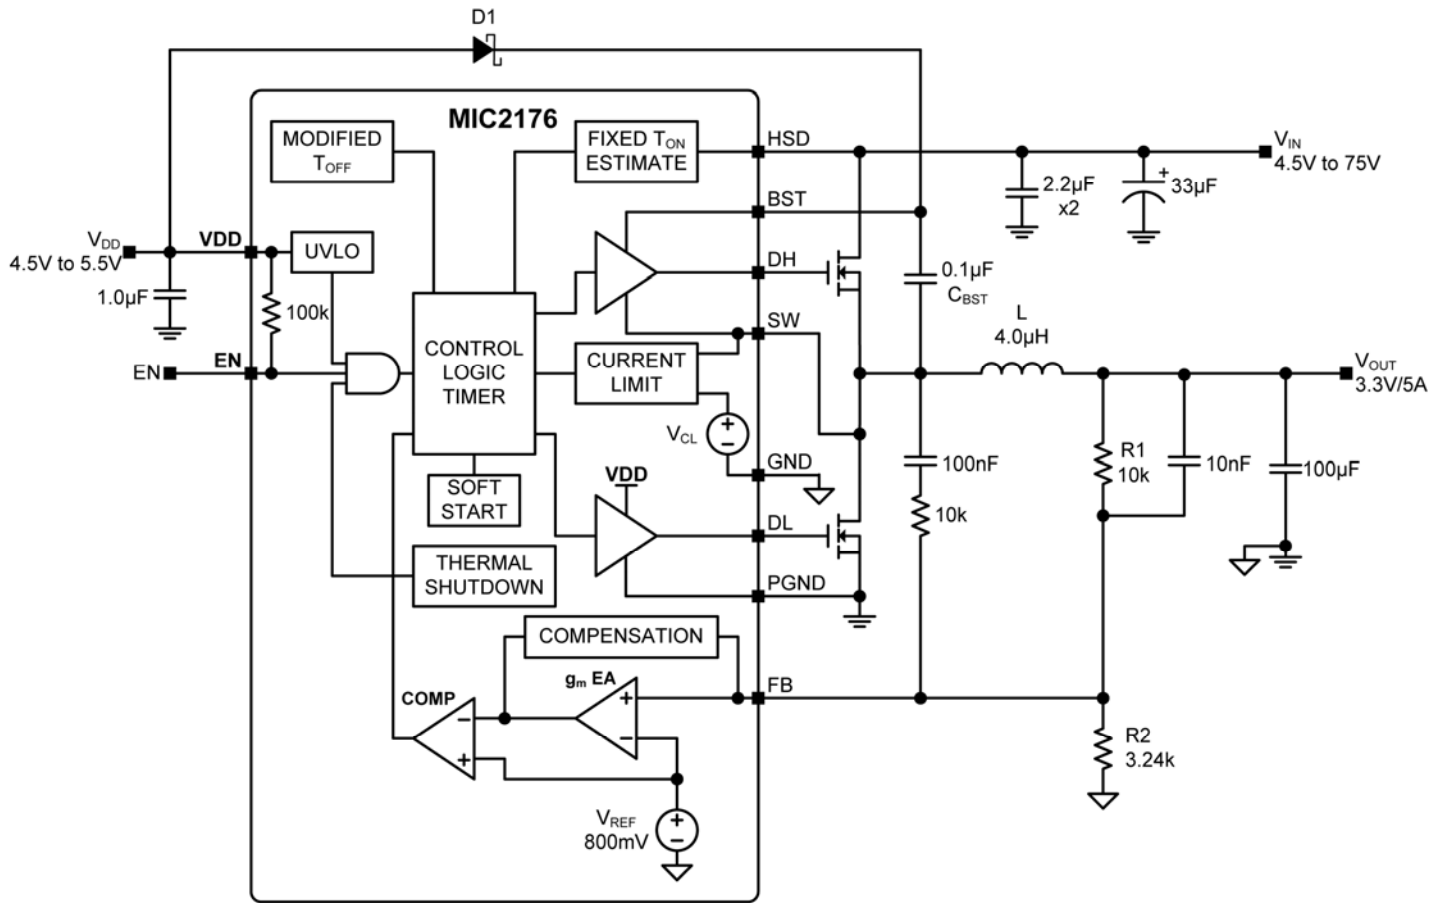 D1
MIC2176
MODIFIED
TOFF
FIXED TON
ESTIMATE
HSD
VIN
4.5V to 75V
2.2µF
x2
+
33µF
BST
VDD
4.5V to 5.5V
VDD
UVLO
DH
0.1µF
CBST
1.0µF
100k
SW
L
4.0µH
EN
EN
CONTROL
LOGIC
TIMER
CURRENT
LIMIT
VOUT
3.3V/5A
VCL
+
−
GND
100nF
R1
10k
10nF
100µF
SOFT
START
VDD
DL
10k
THERMAL
SHUTDOWN
PGND
COMPENSATION
gm EA
FB
COMP
+
−
−
+
R2
3.24k
VREF
800mV
+
−